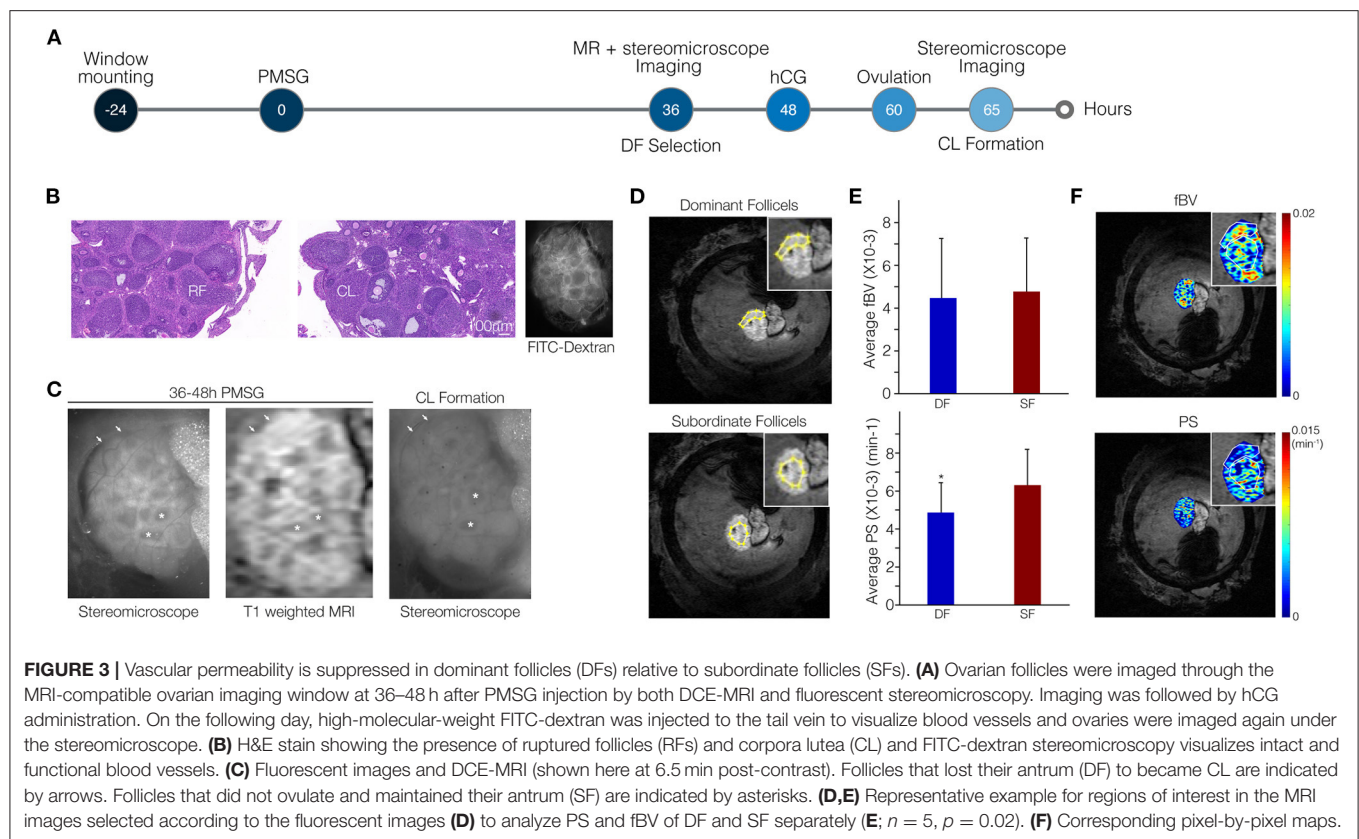 A
Window
mounting
-24
PMSG
0
MR + stereomicroscope
Imaging
36
DF Selection
hCG
48
Ovulation
60
Stereomicroscope
Imaging
65
CL Formation
Hours
B
RF
CL
100µm
FITC-Dextran
C
36-48h PMSG
CL Formation
* * * * * *
Stereomicroscope
T1 weighted MRI
Stereomicroscope
D
Dominant Follicels
Subordinate Follicels
E
Average fBV (X10-3)
8
6
4
2
0
DF
SF
Average PS (X10-3) (min-1)
8
6
4
2
0
*
DF
SF
F
fBV
0.02
0
PS
0.015
(min⁻¹)
0
FIGURE 3 | Vascular permeability is suppressed in dominant follicles (DFs) relative to subordinate follicles (SFs). (A) Ovarian follicles were imaged through the
MRI-compatible ovarian imaging window at 36–48 h after PMSG injection by both DCE-MRI and fluorescent stereomicroscopy. Imaging was followed by hCG
administration. On the following day, high-molecular-weight FITC-dextran was injected to the tail vein to visualize blood vessels and ovaries were imaged again under
the stereomicroscope. (B) H&E stain showing the presence of ruptured follicles (RFs) and corpora lutea (CL) and FITC-dextran stereomicroscopy visualizes intact and
functional blood vessels. (C) Fluorescent images and DCE-MRI (shown here at 6.5 min post-contrast). Follicles that lost their antrum (DF) to became CL are indicated
by arrows. Follicles that did not ovulate and maintained their antrum (SF) are indicated by asterisks. (D,E) Representative example for regions of interest in the MRI
images selected according to the fluorescent images (D) to analyze PS and fBV of DF and SF separately (E; n = 5, p = 0.02). (F) Corresponding pixel-by-pixel maps.